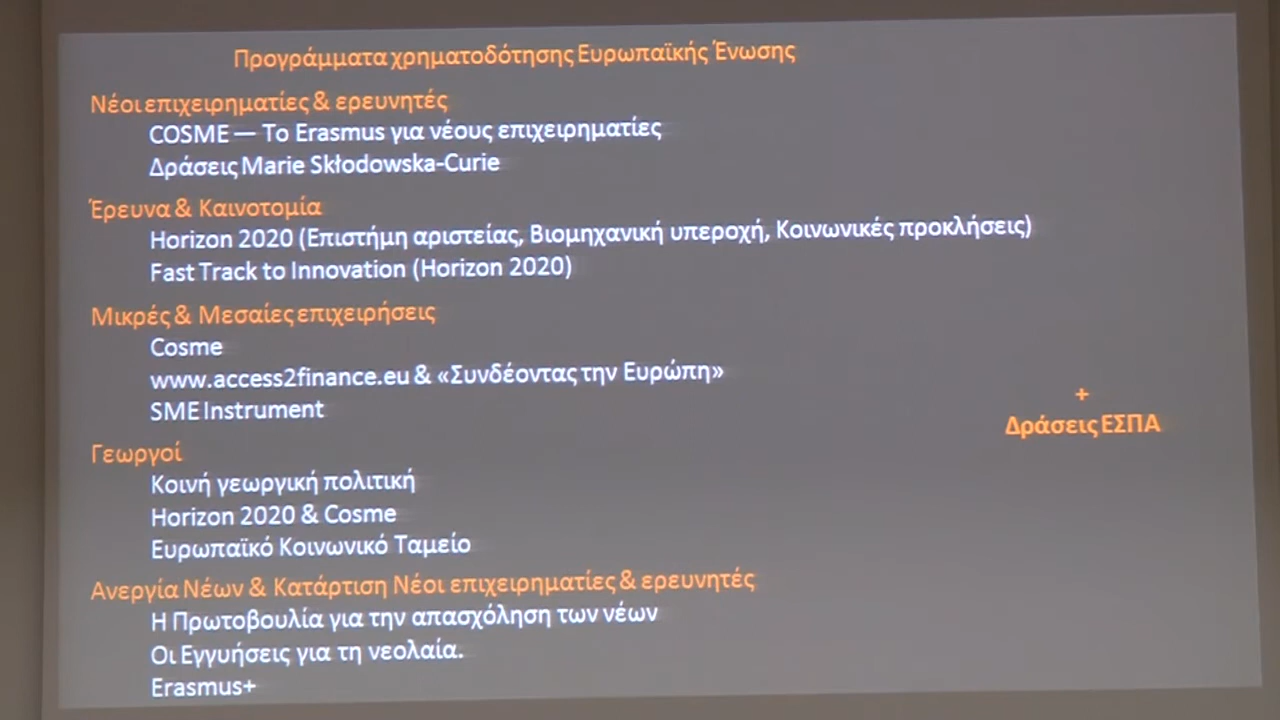 Προγράμματα χρηματοδότησης Ευρωπαϊκής Ένωσης
Νέοι επιχειρηματίες & ερευνητές
COSME — Το Erasmus για νέους επιχειρηματίες
Δράσεις Marie Skłodowska-Curie
Έρευνα & Καινοτομία
Horizon 2020 (Επιστήμη αριστείας, Βιομηχανική υπεροχή, Κοινωνικές προκλήσεις)
Fast Track to Innovation (Horizon 2020)
Μικρές & Μεσαίες επιχειρήσεις
Cosme
www.access2finance.eu & «Συνδέοντας την Ευρώπη»
SME Instrument
+
Δράσεις ΕΣΠΑ
Γεωργοί
Κοινή γεωργική πολιτική
Horizon 2020 & Cosme
Ευρωπαϊκό Κοινωνικό Ταμείο
Ανεργία Νέων & Κατάρτιση Νέοι επιχειρηματίες & ερευνητές
Η Πρωτοβουλία για την απασχόληση των νέων
Οι Εγγυήσεις για τη νεολαία.
Erasmus+